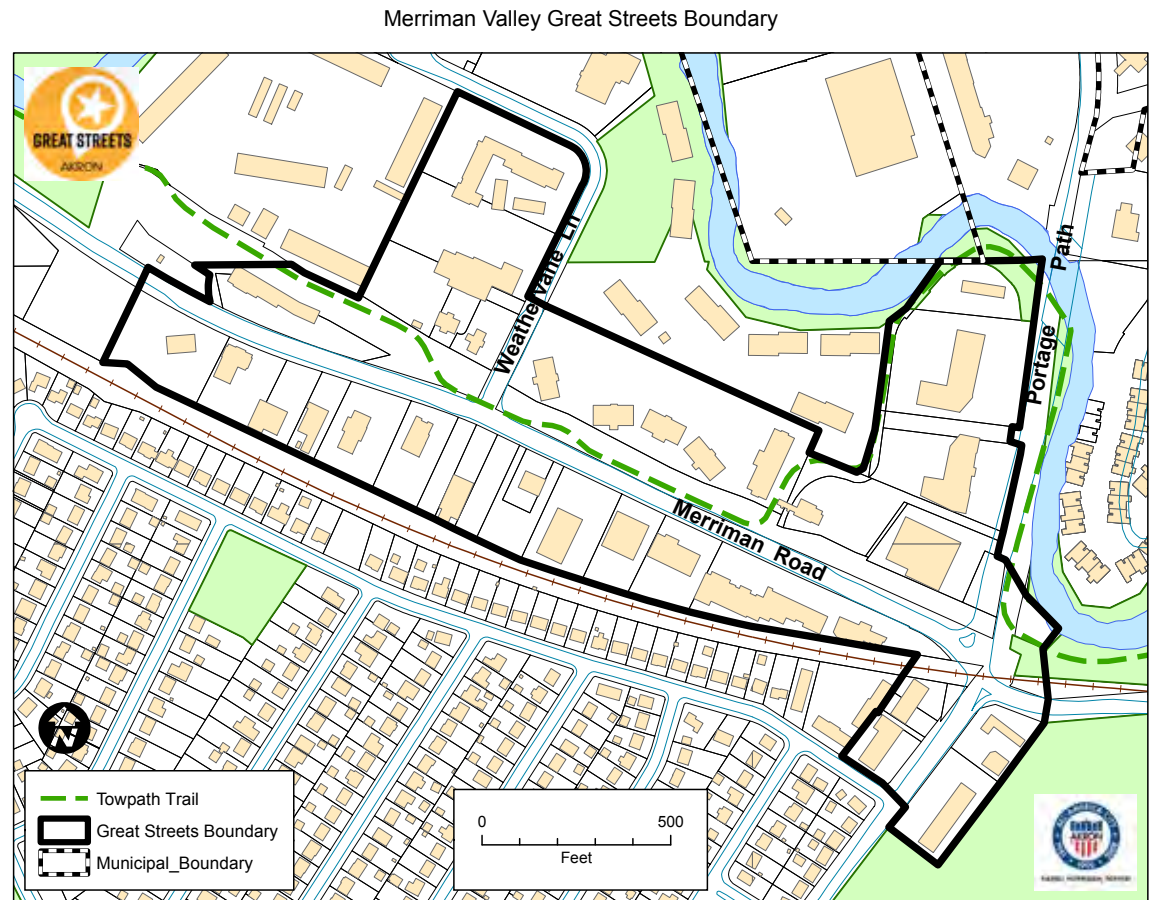 Merriman Valley Great Streets Boundary
GREAT STREETS
AKRON
Weathervane Ln
Path
Portage
Merriman Road
N
Towpath Trail
Great Streets Boundary
Municipal_Boundary
0 500
Feet
AKRON